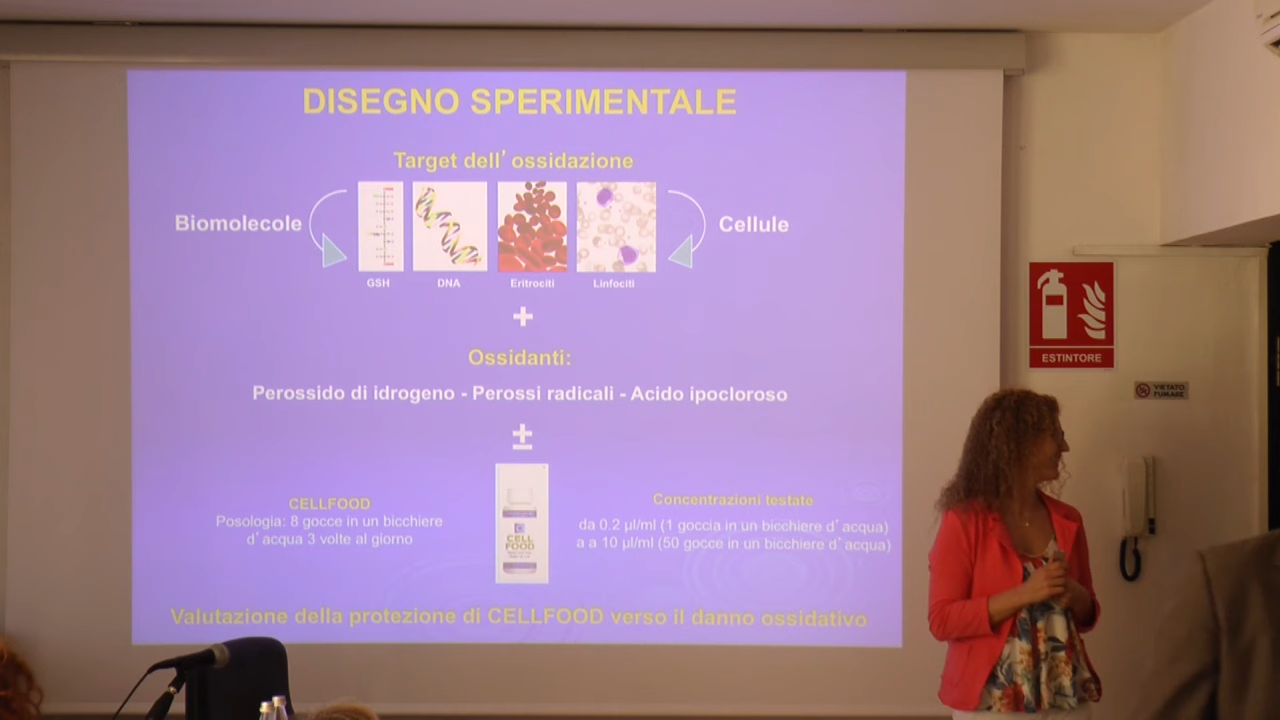 DISEGNO SPERIMENTALE
Target dell' ossidazione
Biomolecole
Cellule
GSH
DNA
Eritrociti
Linfociti
+
Ossidanti:
Perossido di idrogeno - Perossi radicali - Acido ipocloroso
±
CELLFOOD
Posologia: 8 gocce in un bicchiere
d' acqua 3 volte al giorno
CELL
FOOD
Concentrazioni testate
da 0.2 µl/ml (1 goccia in un bicchiere d' acqua)
a a 10 µl/ml (50 gocce in un bicchiere d' acqua)
Valutazione della protezione di CELLFOOD verso il danno ossidativo
ESTINTORE
VIETATO
FUMARE